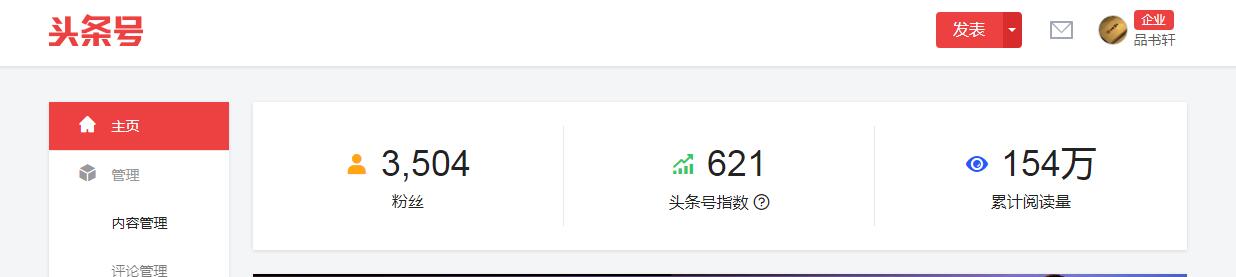 头条号
发表
企业
品书轩
主页
管理
内容管理
评论管理
3,504
粉丝
621
头条号指数
154万
累计阅读量